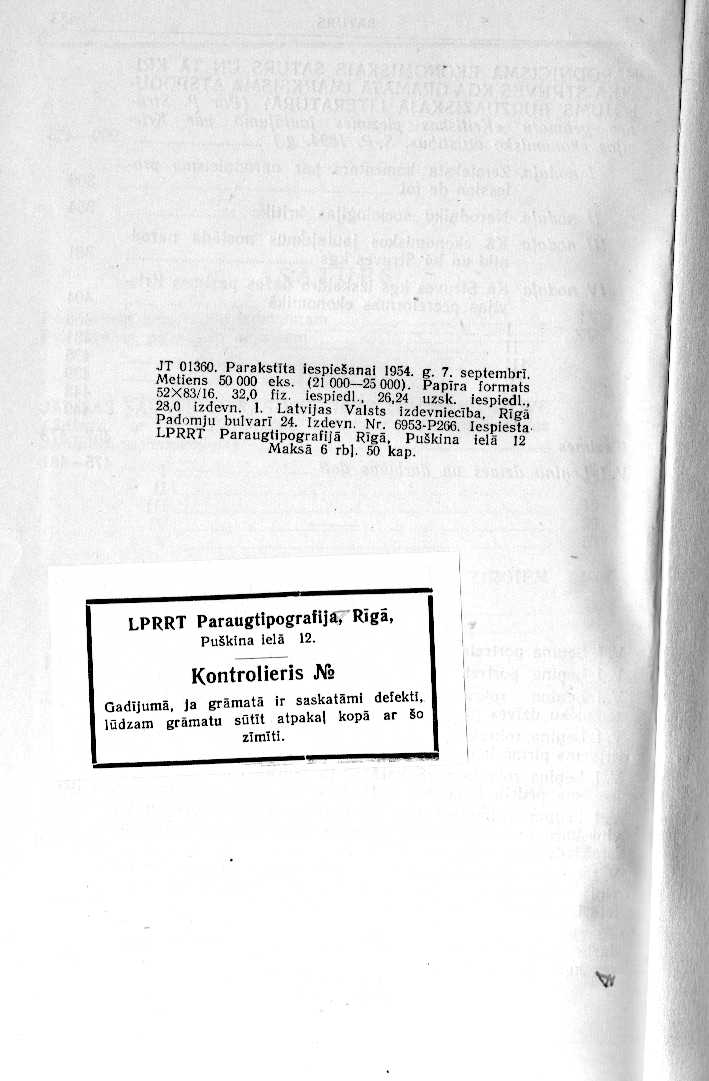 JT 01360. Parakstīta iespiešanai 1954. g. 7. septembrī.
Metiens 50 000 eks. (21 000—25 000). Papīra formats
52×83/16. 32,0 fiz. iespiedl., 26,24 uzsk. iespiedl.,
28,0 izdevn. l. Latvijas Valsts izdevniecība, Rīgā
Padomju bulvarī 24. Izdevn. Nr. 6953-P266. Iespiesta
LPRRT Paraugtipografijā Rīgā, Puškina ielā 12
Maksā 6 rbļ. 50 kap.
LPRRT Paraugtipografija, Rīgā,
Puškina ielā 12.
Kontrolieris №
Gadījumā, ja grāmatā ir saskatāmi defekti,
lūdzam grāmatu sūtīt atpakaļ kopā ar šo
zīmīti.